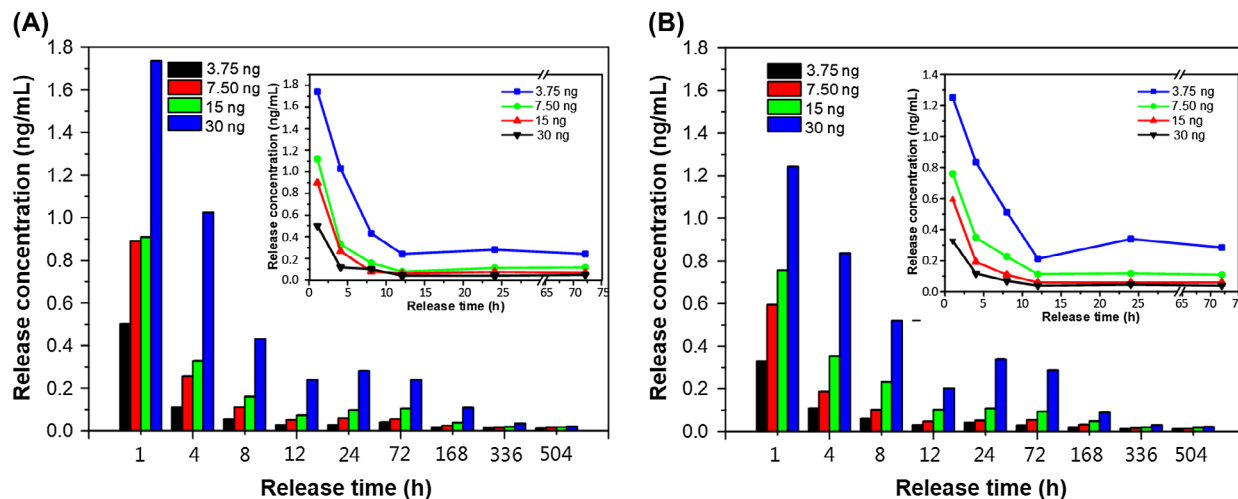 (A)
Release concentration (ng/mL)
1.8
1.6
1.4
1.2
1.0
0.8
0.6
0.4
0.2
0.0
3.75 ng
7.50 ng
15 ng
30 ng
Release concentration (ng/mL)
1.8
1.6
1.4
1.2
1.0
0.8
0.6
0.4
0.2
0.0
3.75 ng
7.50 ng
15 ng
30 ng
0 5 10 15 20 25 65 70 75
Release time (h)
1 4 8 12 24 72 168 336 504
Release time (h)
(B)
Release concentration (ng/mL)
1.8
1.6
1.4
1.2
1.0
0.8
0.6
0.4
0.2
0.0
3.75 ng
7.50 ng
15 ng
30 ng
Release concentration (ng/mL)
1.4
1.2
1.0
0.8
0.6
0.4
0.2
0.0
3.75 ng
7.50 ng
15 ng
30 ng
0 5 10 15 20 25 65 70
Release time (h)
1 4 8 12 24 72 168 336 504
Release time (h)